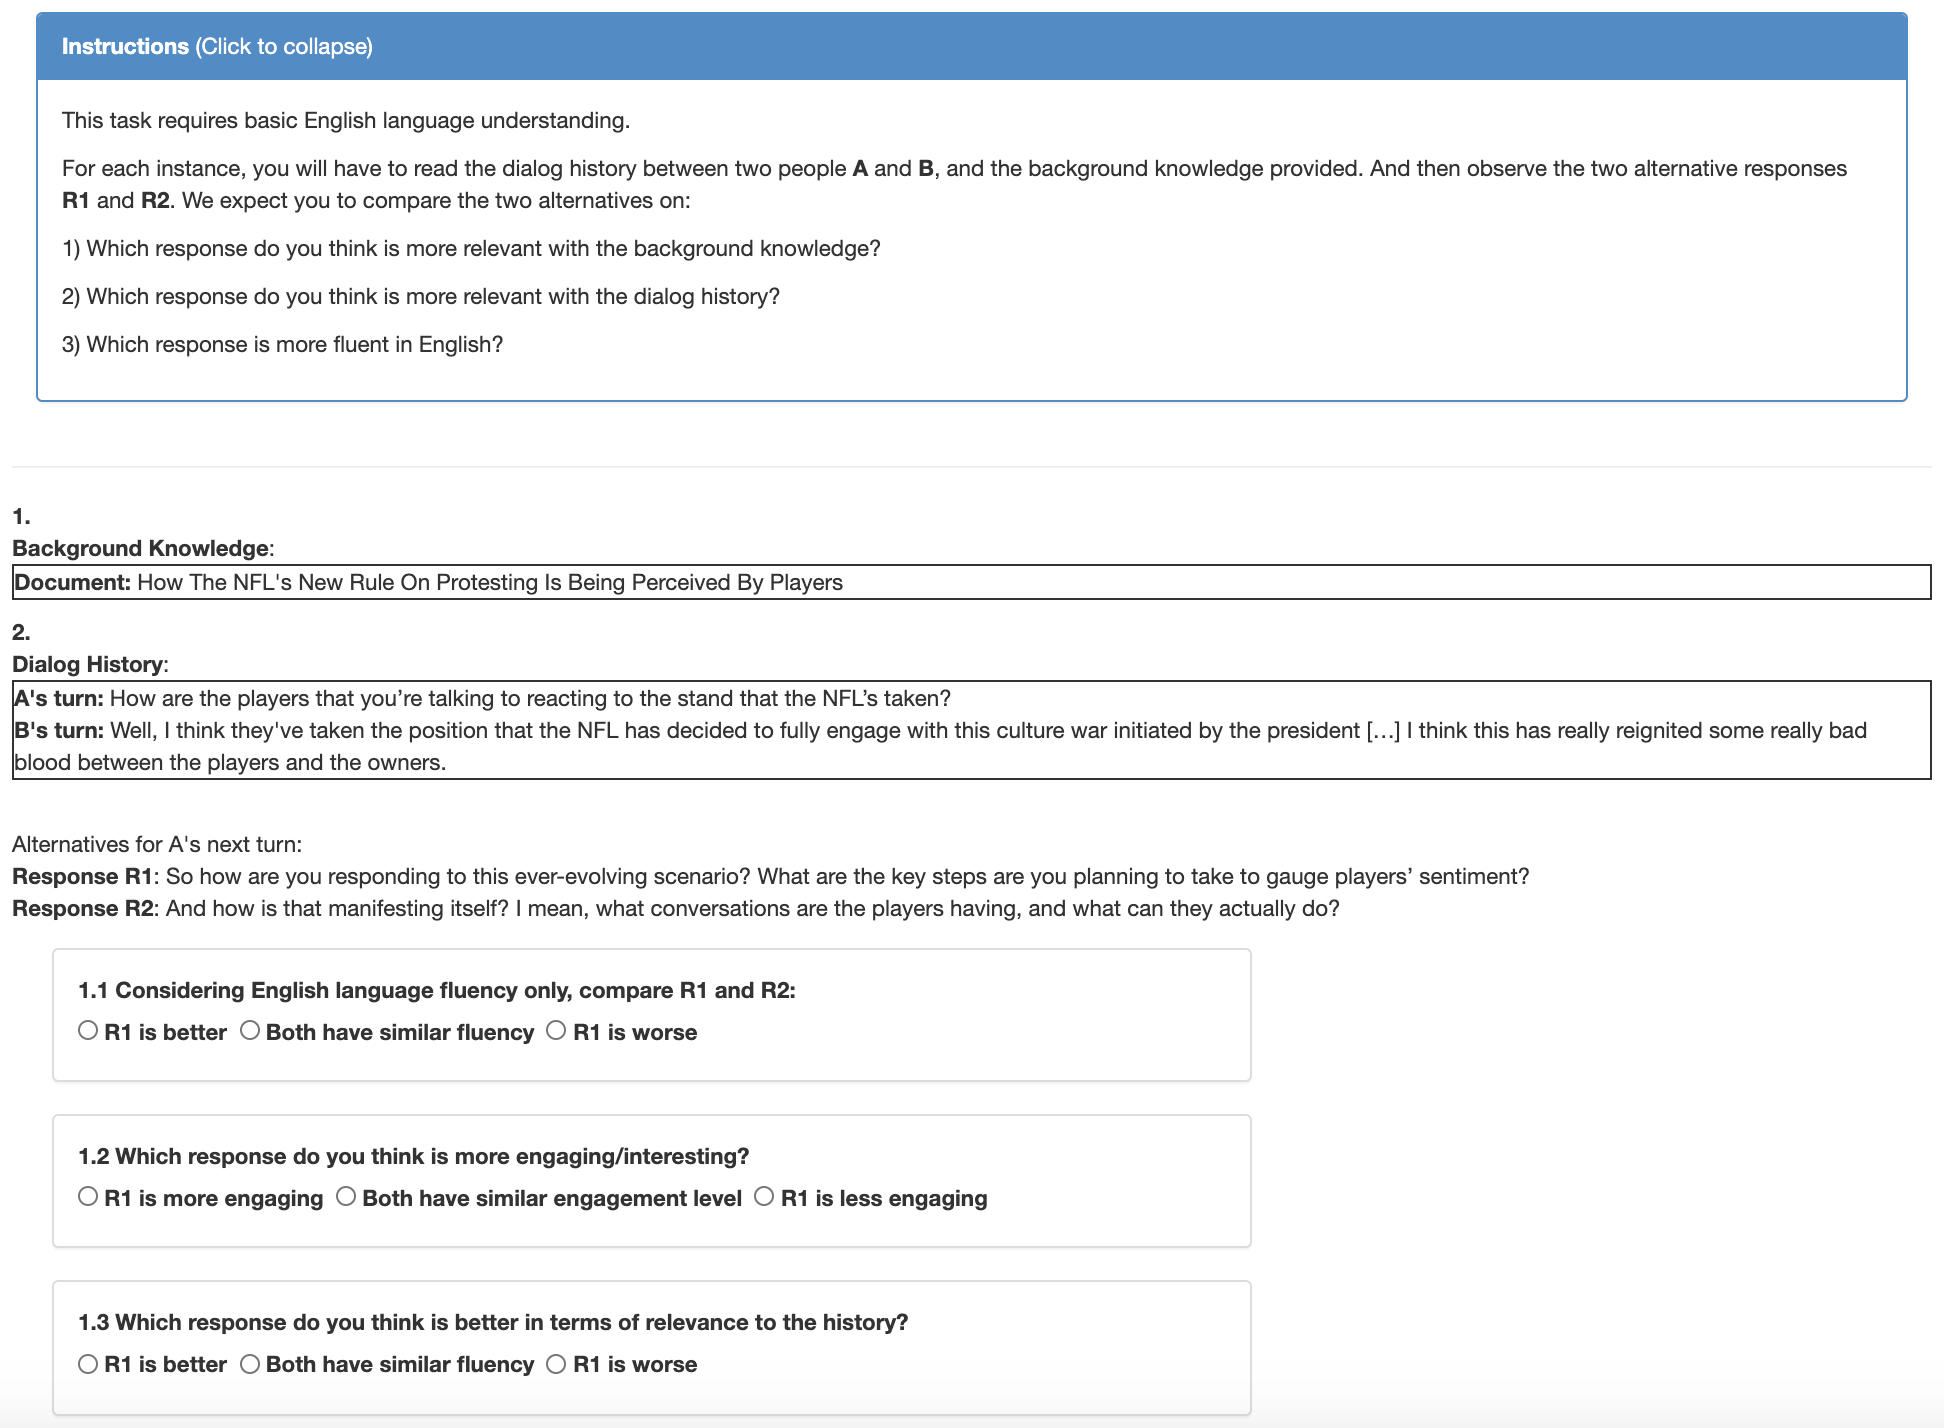 Instructions (Click to collapse)
This task requires basic English language understanding.
For each instance, you will have to read the dialog history between two people A and B, and the background knowledge provided. And then observe the two alternative responses
R1 and R2. We expect you to compare the two alternatives on:
1) Which response do you think is more relevant with the background knowledge?
2) Which response do you think is more relevant with the dialog history?
3) Which response is more fluent in English?
1.
Background Knowledge:
Document: How The NFL's New Rule On Protesting Is Being Perceived By Players
2.
Dialog History:
A's turn: How are the players that you’re talking to reacting to the stand that the NFL’s taken?
B's turn: Well, I think they've taken the position that the NFL has decided to fully engage with this culture war initiated by the president […] I think this has really reignited some really bad
blood between the players and the owners.
Alternatives for A's next turn:
Response R1: So how are you responding to this ever-evolving scenario? What are the key steps are you planning to take to gauge players’ sentiment?
Response R2: And how is that manifesting itself? I mean, what conversations are the players having, and what can they actually do?
1.1 Considering English language fluency only, compare R1 and R2:
R1 is better Both have similar fluency R1 is worse
1.2 Which response do you think is more engaging/interesting?
R1 is more engaging Both have similar engagement level R1 is less engaging
1.3 Which response do you think is better in terms of relevance to the history?
R1 is better Both have similar fluency R1 is worse